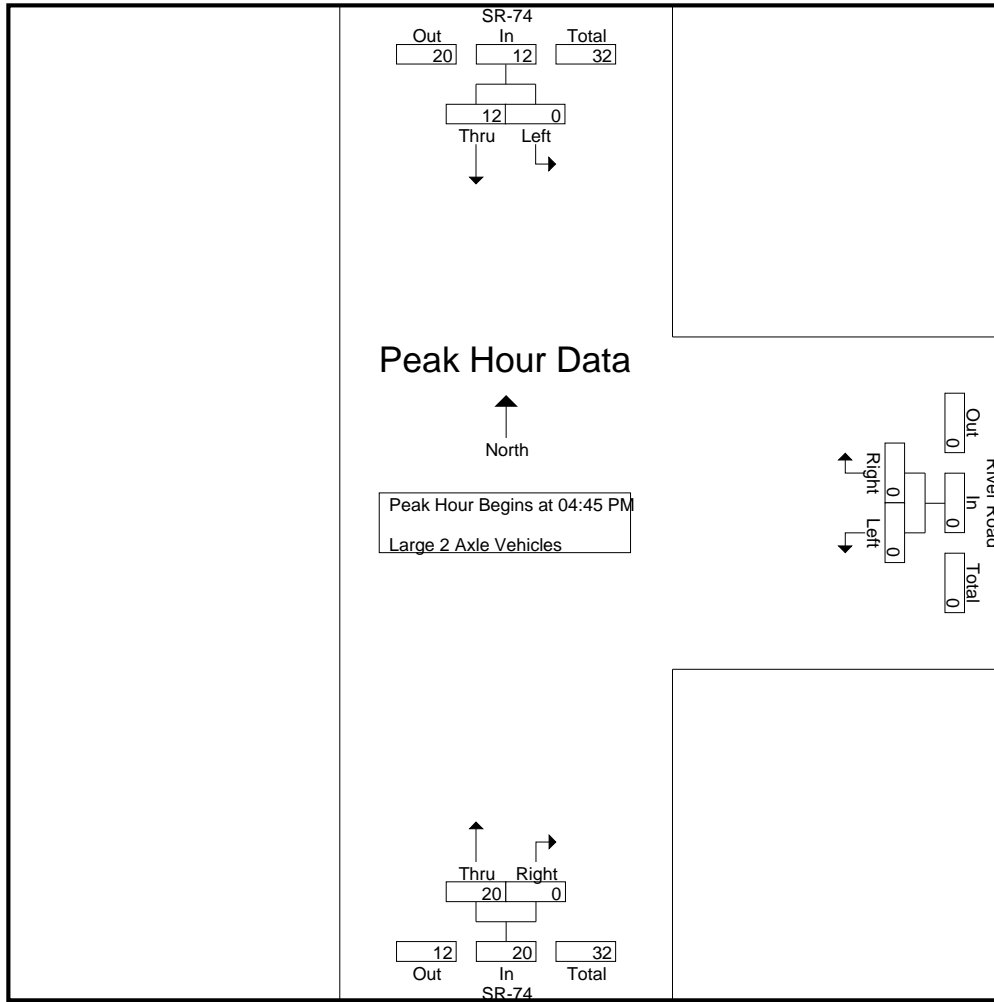 SR-74
Out In Total
20 12 32
12 0
Thru Left
Peak Hour Data
North
Peak Hour Begins at 04:45 PM
Large 2 Axle Vehicles
River Road
Out In Total
0 0 0
Right Left
0 0
Thru Right
20 0
12 20 32
Out In Total
SR-74